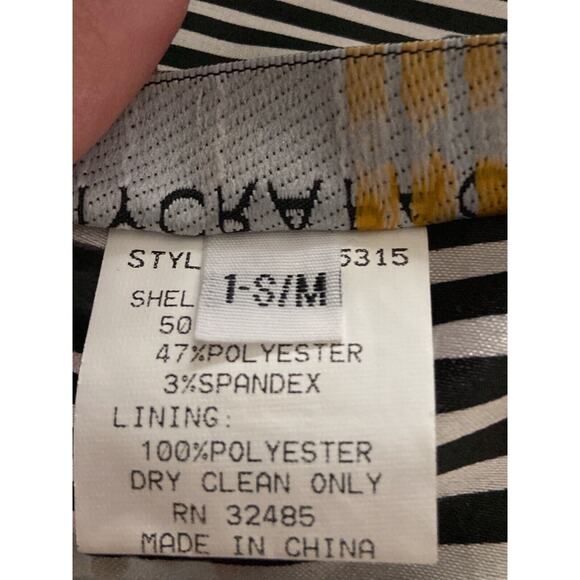 LYCRA
STYL 5315
1-S/M
SHEL
50
47%POLYESTER
3%SPANDEX
LINING:
100%POLYESTER
DRY CLEAN ONLY
RN 32485
MADE IN CHINA